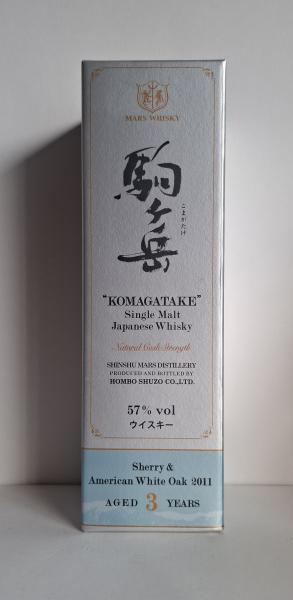 MARS WHISKY
駒ヶ岳
こまがたけ
"KOMAGATAKE"
Single Malt
Japanese Whisky
Natural Cask Strength
SHINSHU MARS DISTILLERY
PRODUCED AND BOTTLED BY
HOMBO SHUZO CO.,LTD.
57% vol
ウイスキー
Sherry &
American White Oak 2011
AGED 3 YEARS